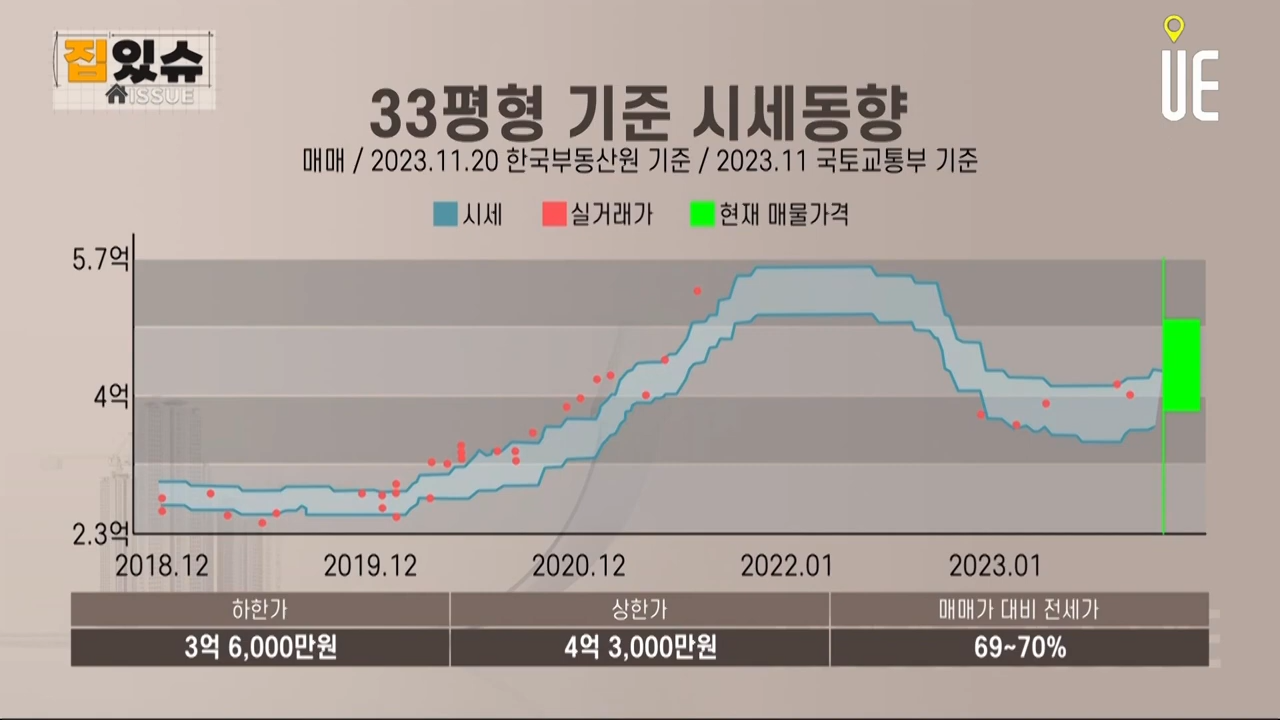 집있슈
ISSUE
UE
33평형 기준 시세동향
매매 / 2023.11.20 한국부동산원 기준 / 2023.11 국토교통부 기준
시세 실거래가 현재 매물가격
5.7억
4억
2.3억
2018.12 2019.12 2020.12 2022.01 2023.01
하한가 상한가 매매가 대비 전세가
3억 6,000만원 4억 3,000만원 69~70%